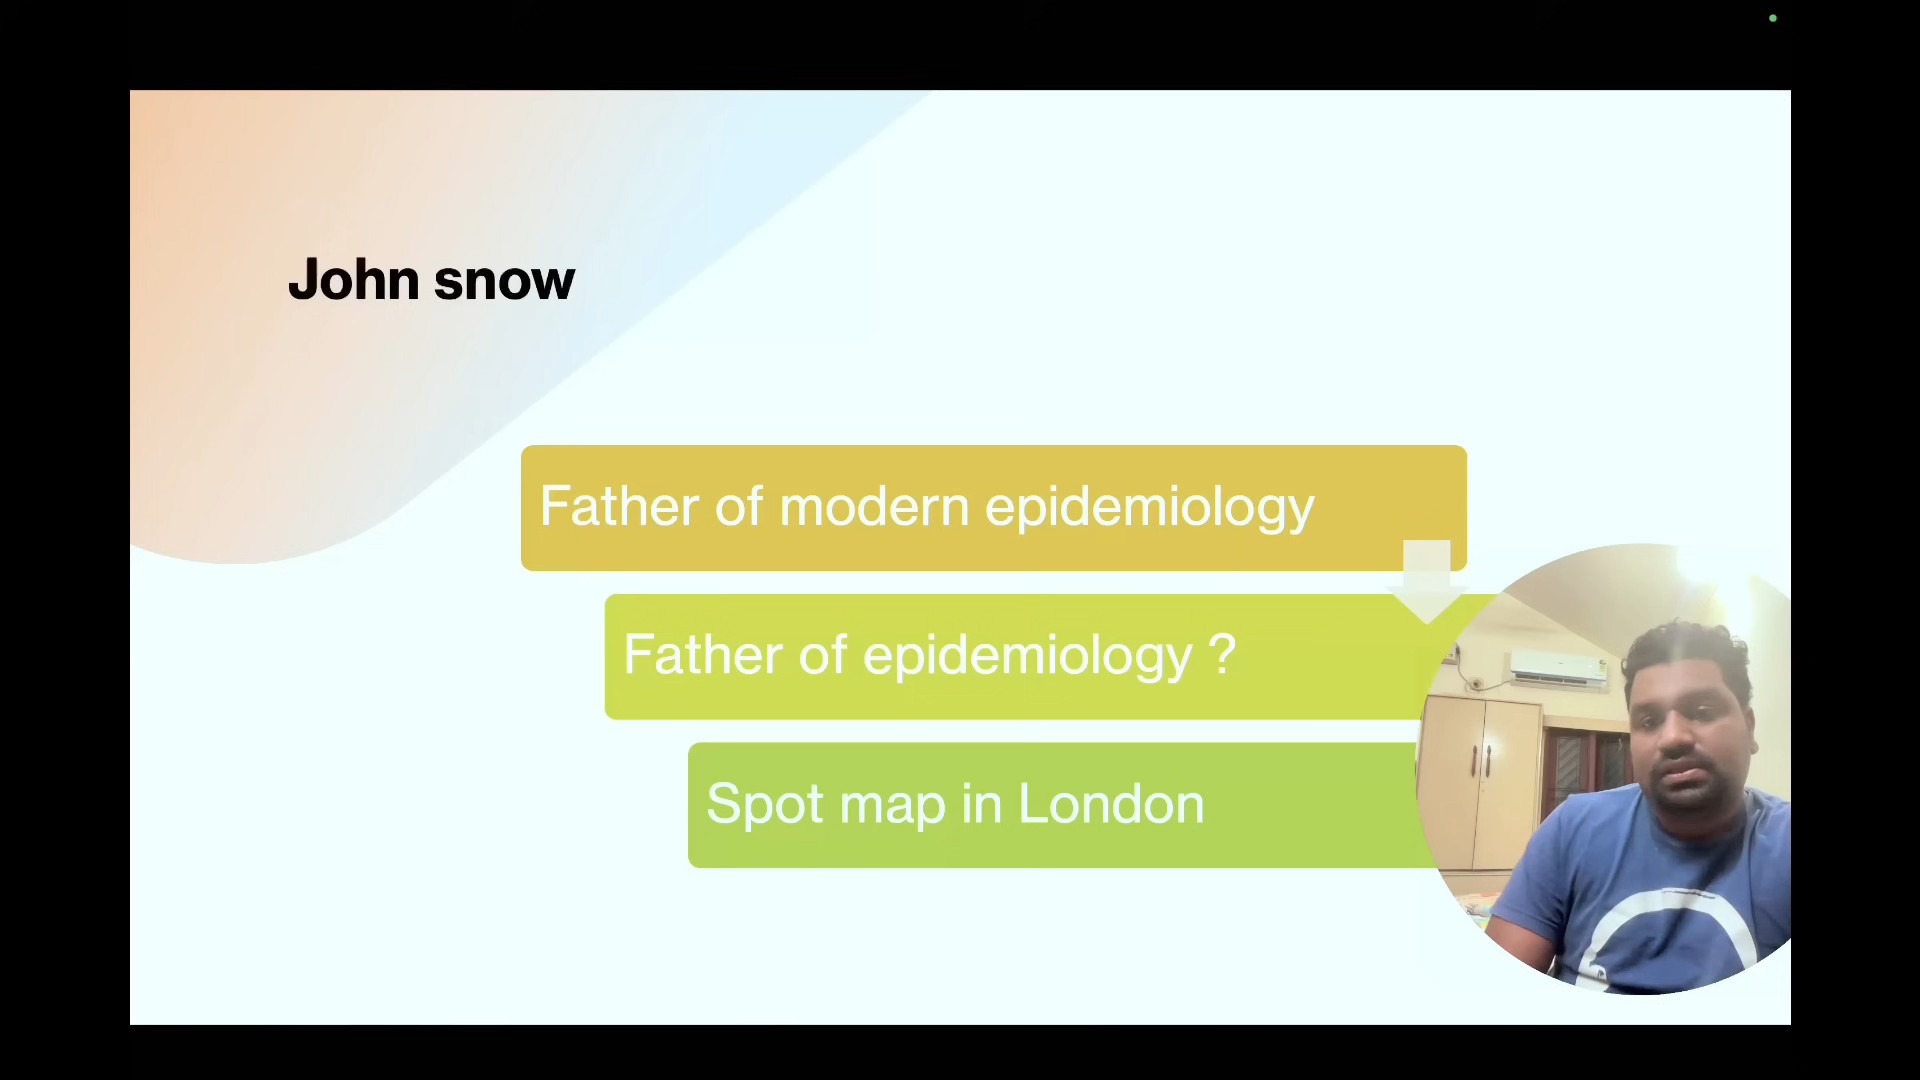 John snow
Father of modern epidemiology
Father of epidemiology ?
Spot map in London